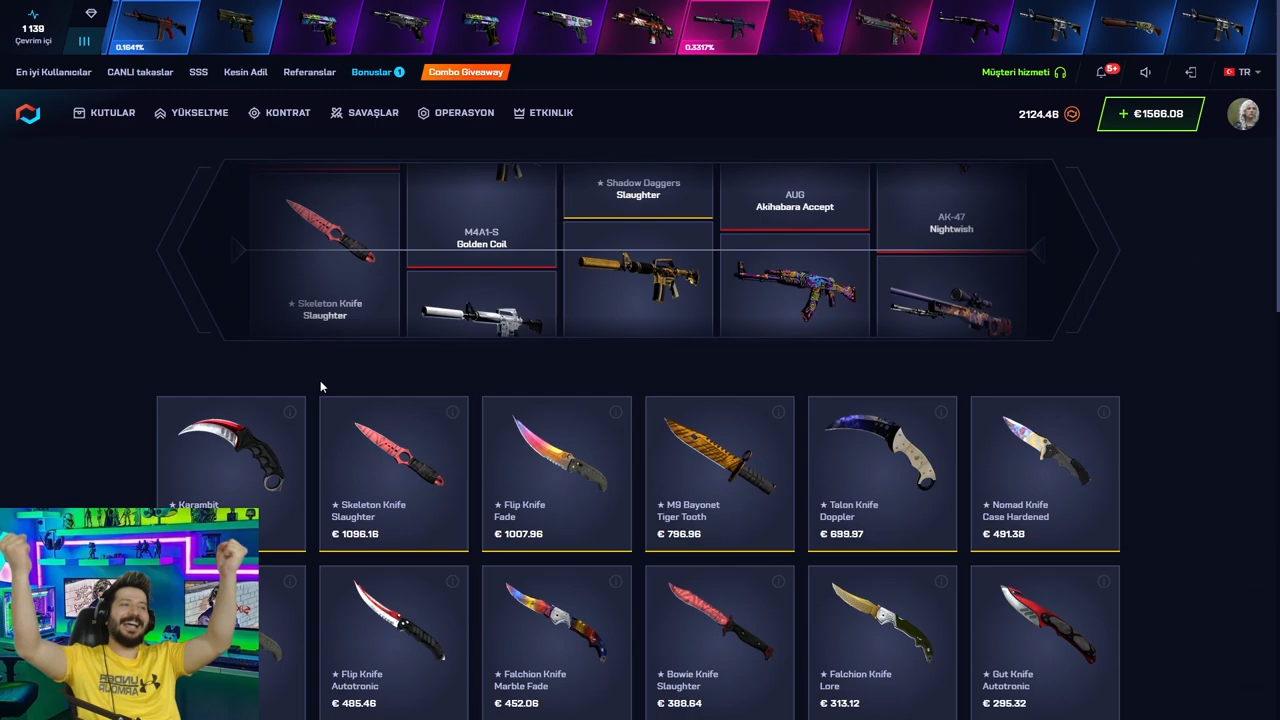 1 139
Çevrim içi
0.1641%
0.3317%
En iyi Kullanıcılar
CANLI takaslar
SSS
Kesin Adil
Referanslar
Bonuslar 1
Combo Giveaway
Müşteri hizmeti
5+
TR
KUTULAR
YÜKSELTME
KONTRAT
SAVAŞLAR
OPERASYON
ETKINLIK
2124.46
+ €1566.08
★ Skeleton Knife
Slaughter
M4A1-S
Golden Coil
★ Shadow Daggers
Slaughter
AUG
Akihabara Accept
AK-47
Nightwish
★ Karambit
★ Skeleton Knife
Slaughter
€ 1096.16
★ Flip Knife
Fade
€ 1007.96
★ M9 Bayonet
Tiger Tooth
€ 796.96
★ Talon Knife
Doppler
€ 699.97
★ Nomad Knife
Case Hardened
€ 491.38
★ Flip Knife
Autotronic
€ 485.46
★ Falchion Knife
Marble Fade
€ 452.06
★ Bowie Knife
Slaughter
€ 388.64
★ Falchion Knife
Lore
€ 313.12
★ Gut Knife
Autotronic
€ 295.32
UNDER
ARMOUR